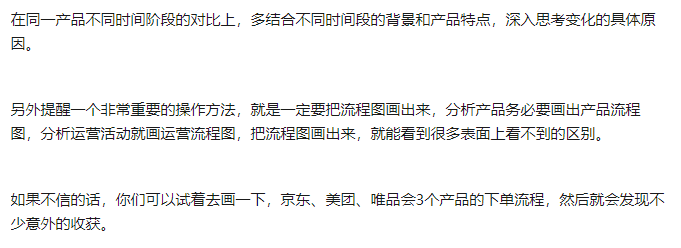 在同一产品不同时间阶段的对比上，多结合不同时间段的背景和产品特点，深入思考变化的具体原
因。
另外提醒一个非常重要的操作方法，就是一定要把流程图画出来，分析产品务必要画出产品流程
图，分析运营活动就画运营流程图，把流程图画出来，就能看到很多表面上看不到的区别。
如果不信的话，你们可以试着去画一下，京东、美团、唯品会3个产品的下单流程，然后就会发现不
少意外的收获。